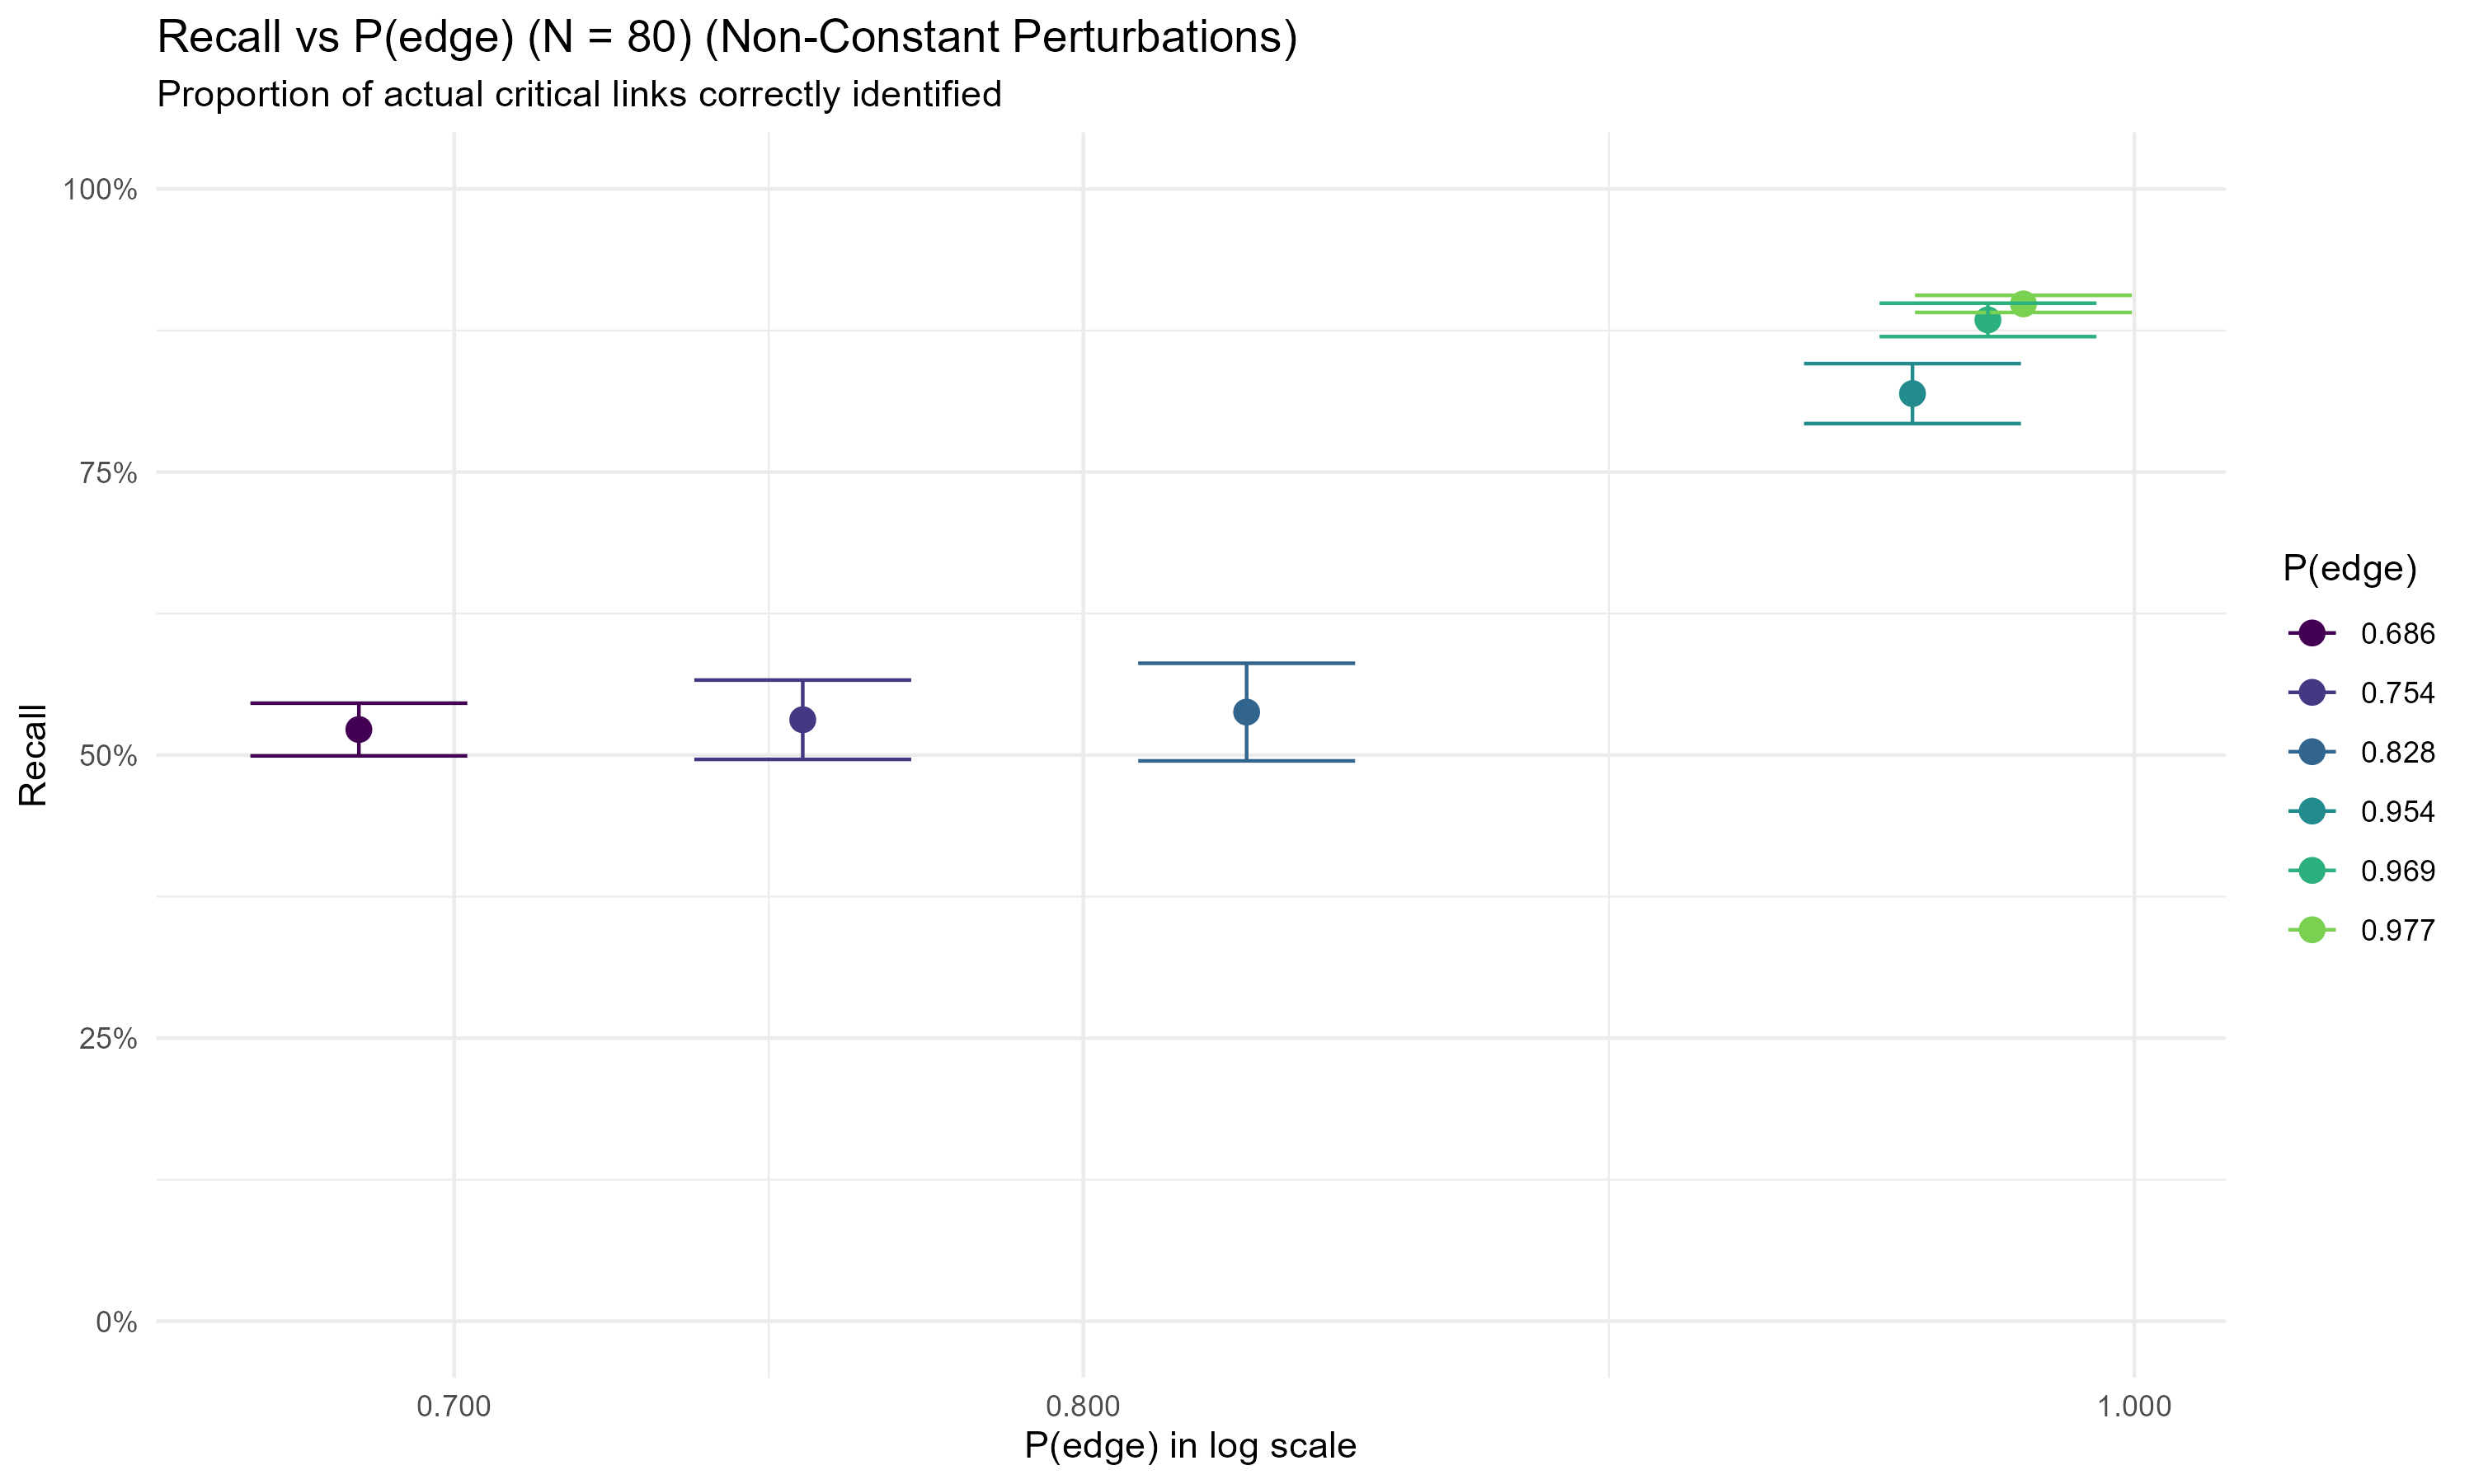 Recall vs P(edge) (N = 80) (Non-Constant Perturbations)
Proportion of actual critical links correctly identified
100%
75%
50%
25%
0%
Recall
0.700
0.800
1.000
P(edge) in log scale
P(edge)
0.686
0.754
0.828
0.954
0.969
0.977